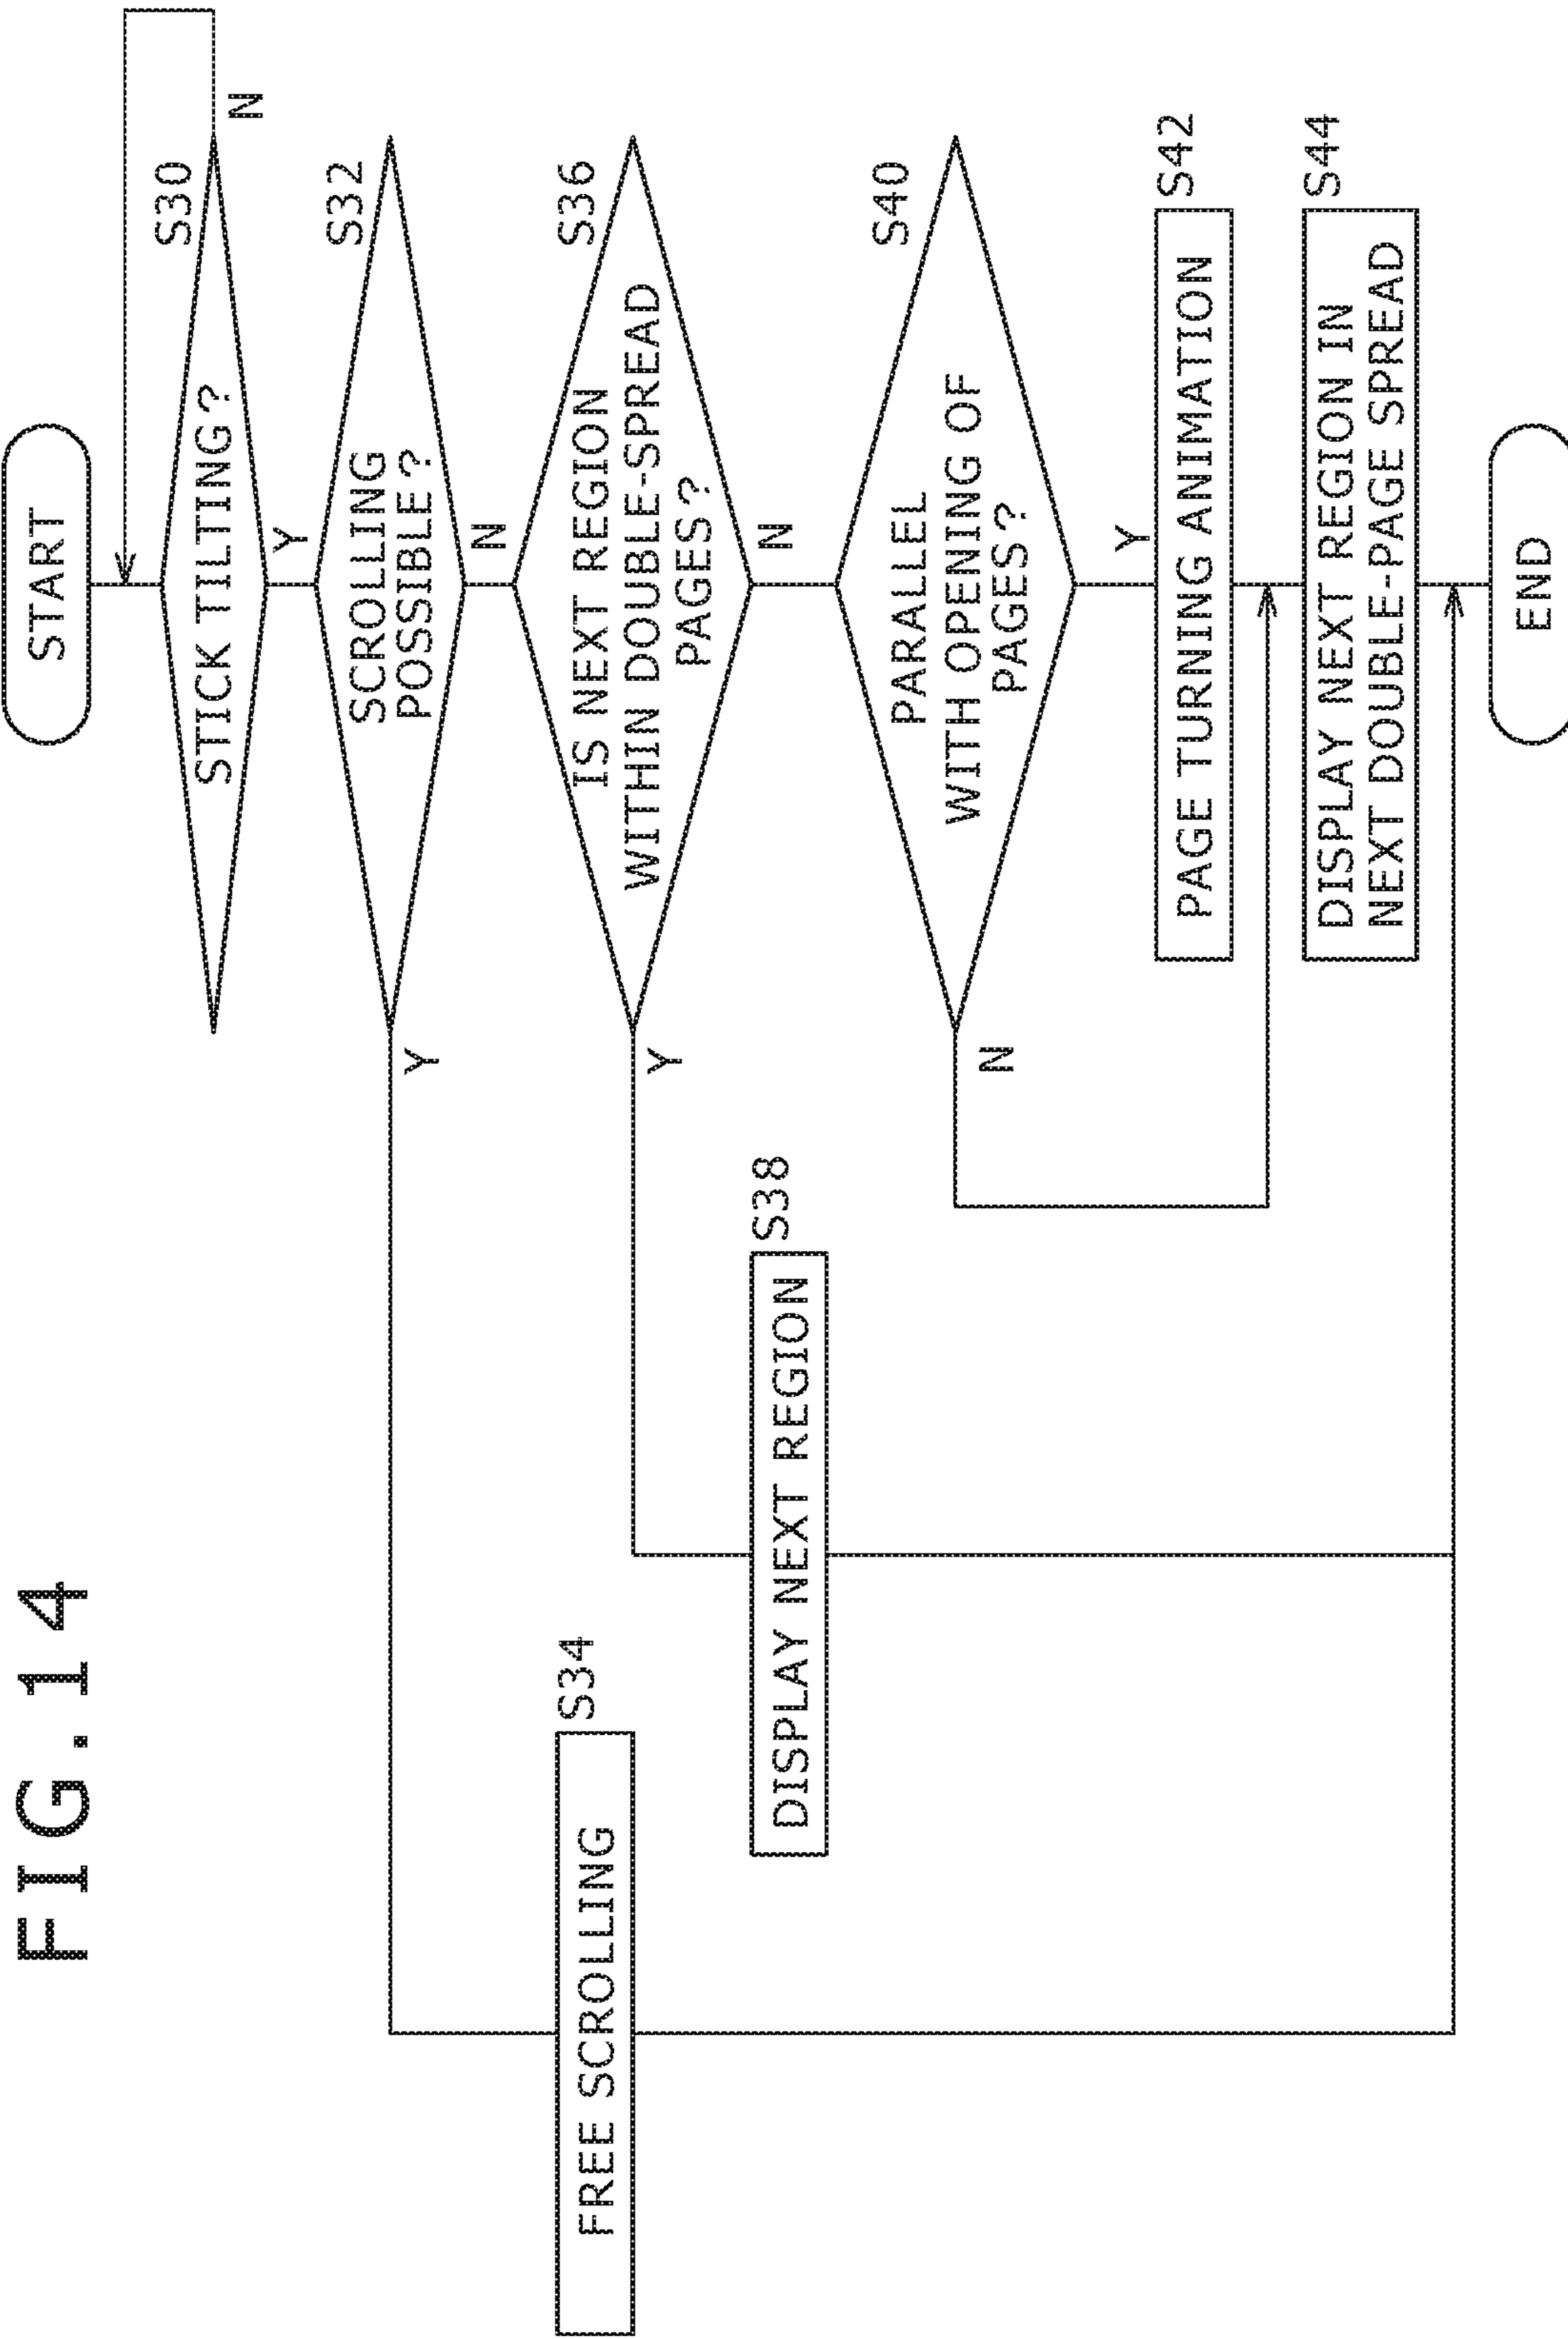 FIG.14
START
S30
STICK TILTING?
N
Y
S32
SCROLLING
POSSIBLE?
Y
N
S34
FREE SCROLLING
S36
IS NEXT REGION
WITHIN DOUBLE-SPREAD
PAGES?
Y
N
S38
DISPLAY NEXT REGION
S40
PARALLEL
WITH OPENING OF
PAGES?
N
Y
S42
PAGE TURNING ANIMATION
S44
DISPLAY NEXT REGION IN
NEXT DOUBLE-PAGE SPREAD
END